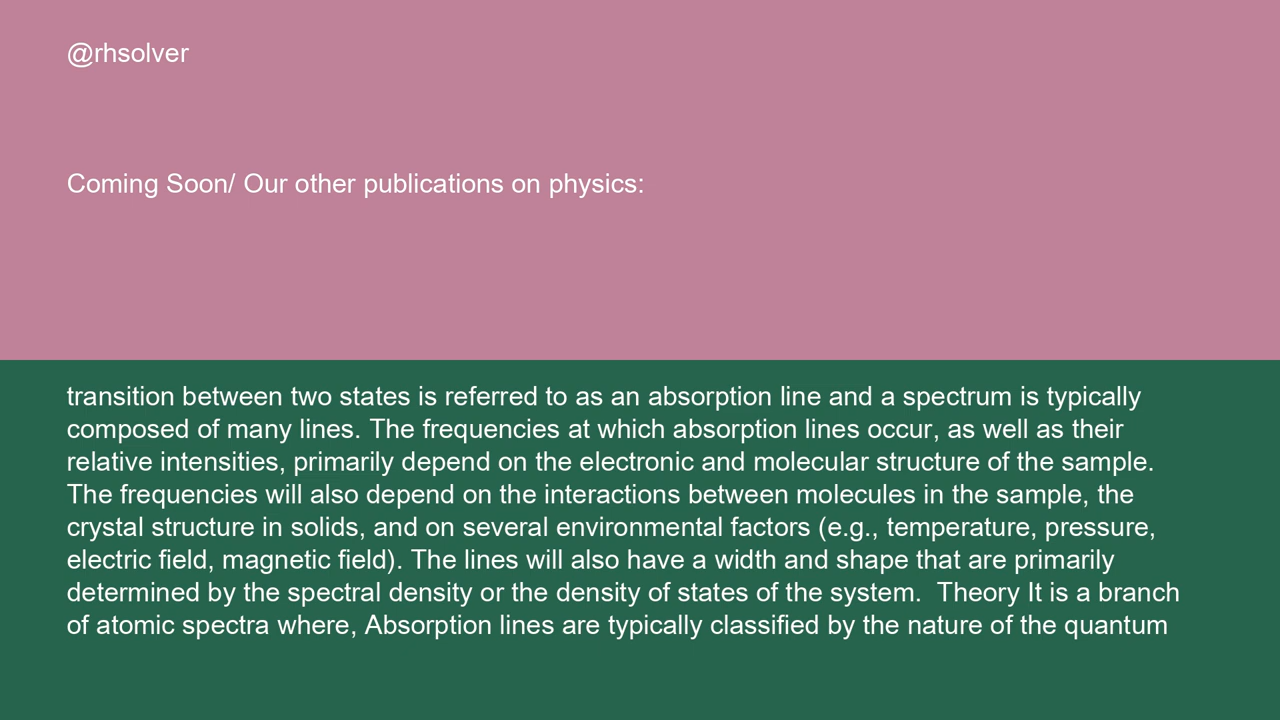 @rhsolver
Coming Soon/ Our other publications on physics:
transition between two states is referred to as an absorption line and a spectrum is typically
composed of many lines. The frequencies at which absorption lines occur, as well as their
relative intensities, primarily depend on the electronic and molecular structure of the sample.
The frequencies will also depend on the interactions between molecules in the sample, the
crystal structure in solids, and on several environmental factors (e.g., temperature, pressure,
electric field, magnetic field). The lines will also have a width and shape that are primarily
determined by the spectral density or the density of states of the system.  Theory It is a branch
of atomic spectra where, Absorption lines are typically classified by the nature of the quantum